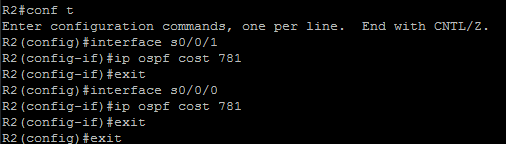 R2#conf t
Enter configuration commands, one per line.  End with CNTL/Z.
R2(config)#interface s0/0/1
R2(config-if)#ip ospf cost 781
R2(config-if)#exit
R2(config)#interface s0/0/0
R2(config-if)#ip ospf cost 781
R2(config-if)#exit
R2(config)#exit